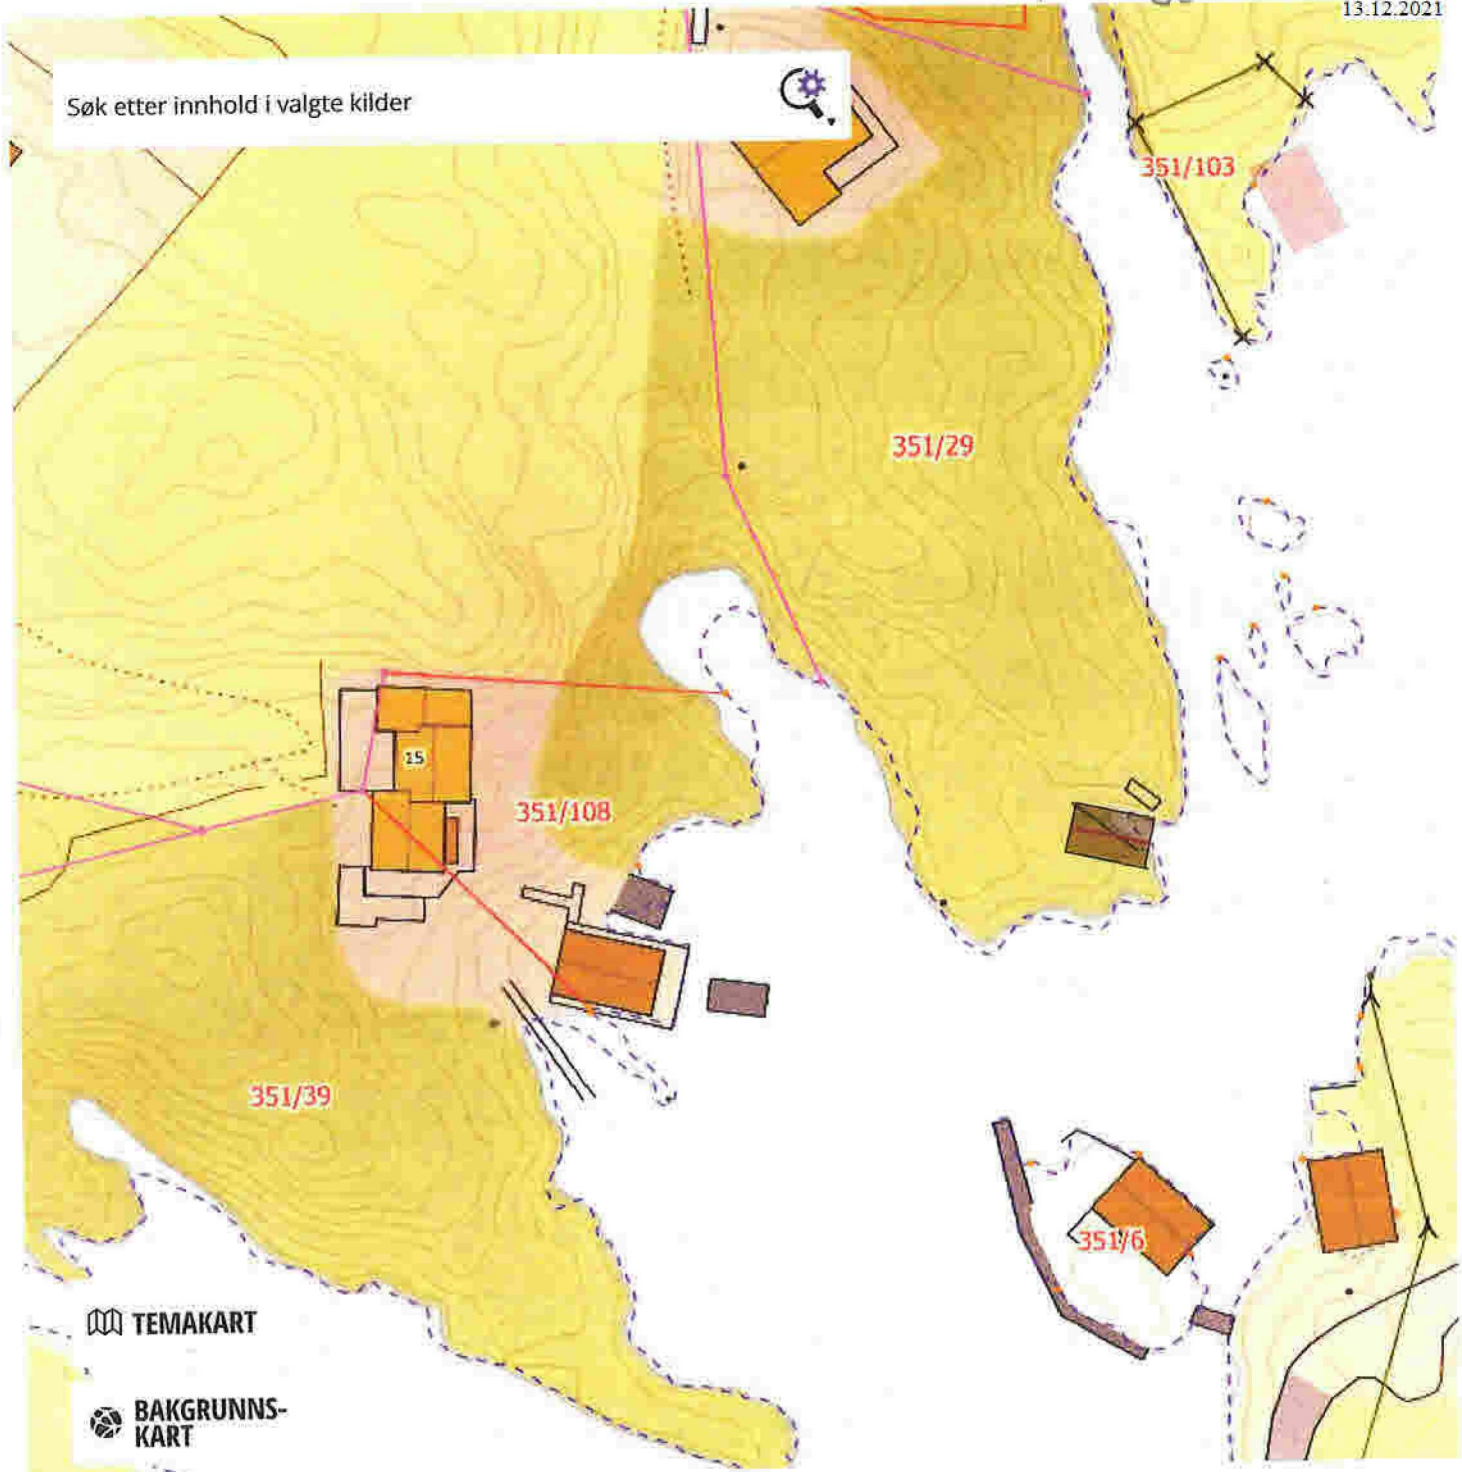 13.12.2021
Søk etter innhold i valgte kilder
351/103
351/29
15
351/108
351/39
351/6
TEMAKART
BAKGRUNNS-
KART